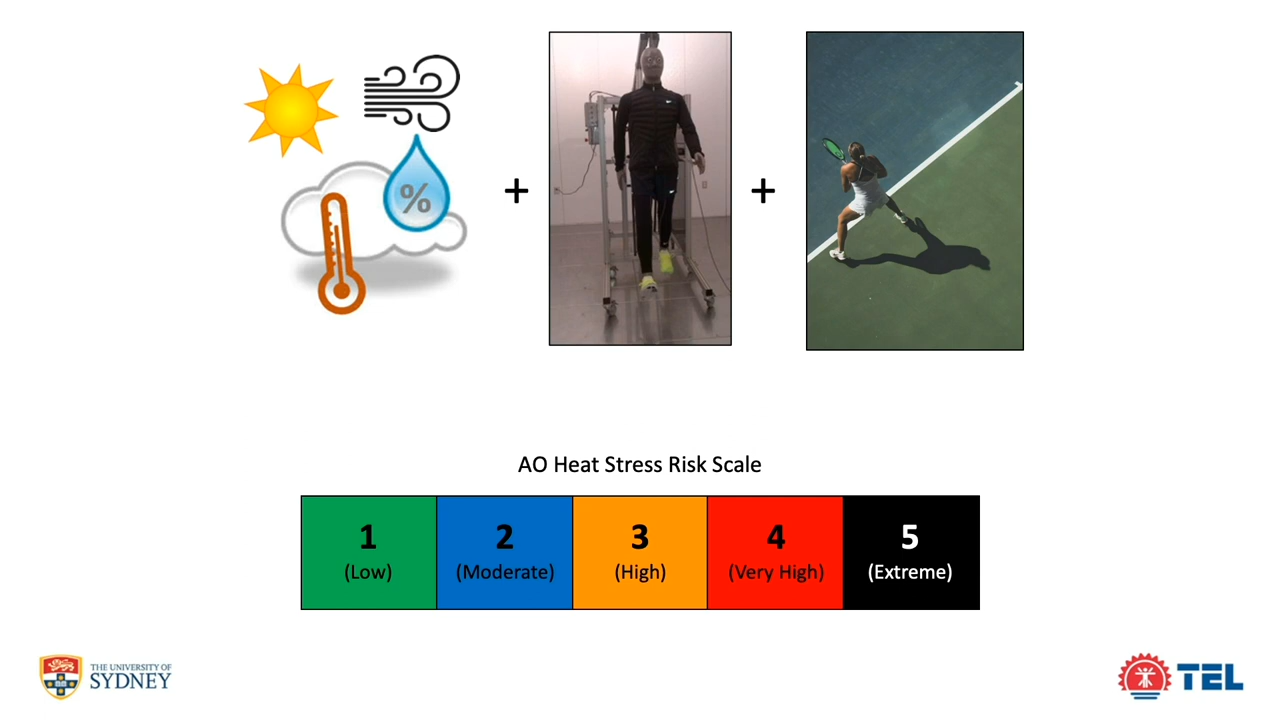 %
+
+
AO Heat Stress Risk Scale
1
(Low)
2
(Moderate)
3
(High)
4
(Very High)
5
(Extreme)
THE UNIVERSITY OF
SYDNEY
TEL